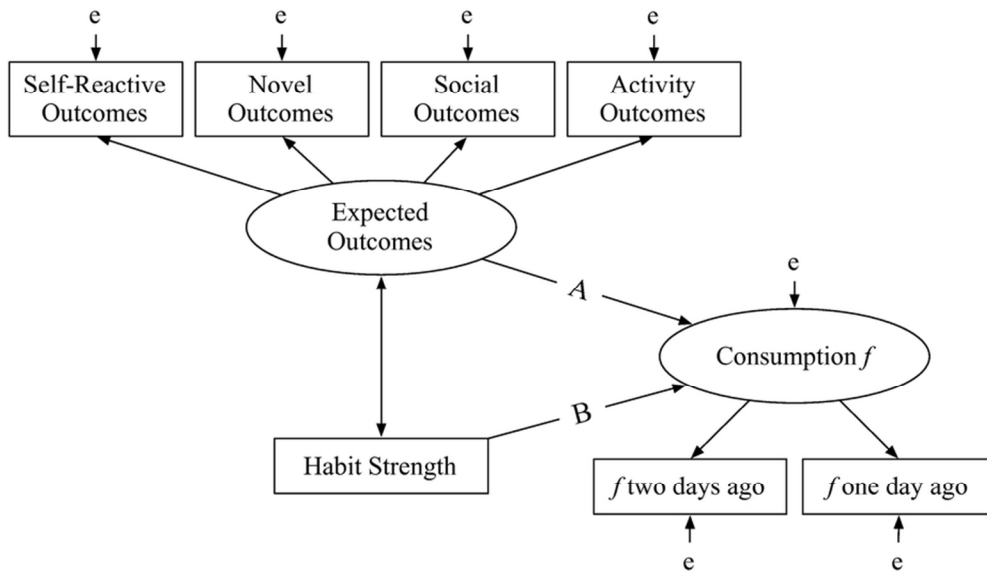 e e e e
Self-Reactive Outcomes
Novel Outcomes
Social Outcomes
Activity Outcomes
Expected
Outcomes
A
e
Consumption f
B
Habit Strength
f two days ago
f one day ago
e e